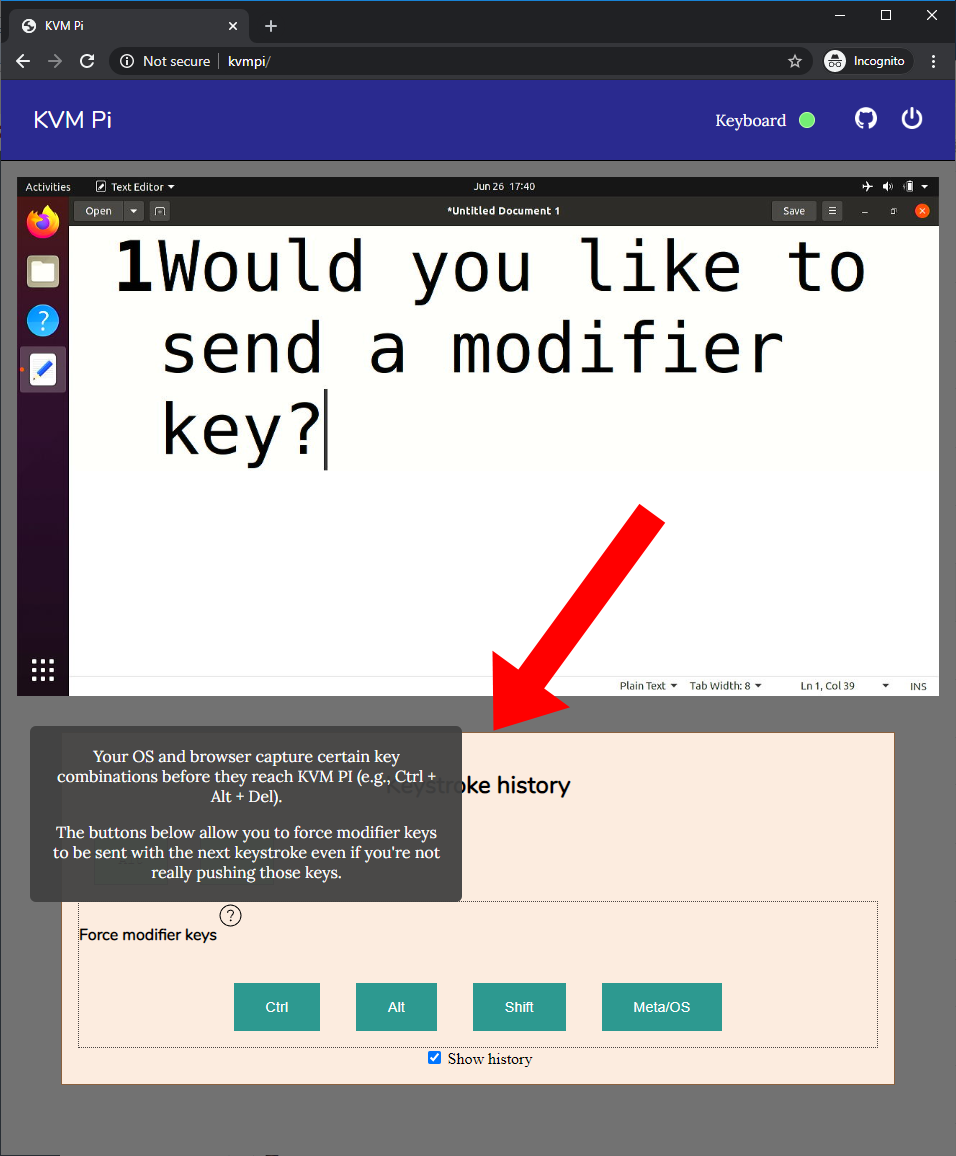 KVM Pi
Not secure kvmpi/
Incognito
KVM Pi
Keyboard
Activities Text Editor Jun 26 17:40
Open *Untitled Document 1 Save
1 Would you like to
send a modifier
key?
Plain Text Tab Width: 8 Ln 1, Col 39 INS
Your OS and browser capture certain key
combinations before they reach KVM PI (e.g., Ctrl +
Alt + Del).
The buttons below allow you to force modifier keys
to be sent with the next keystroke even if you're not
really pushing those keys.
Keystroke history
?
Force modifier keys
Ctrl Alt Shift Meta/OS
Show history